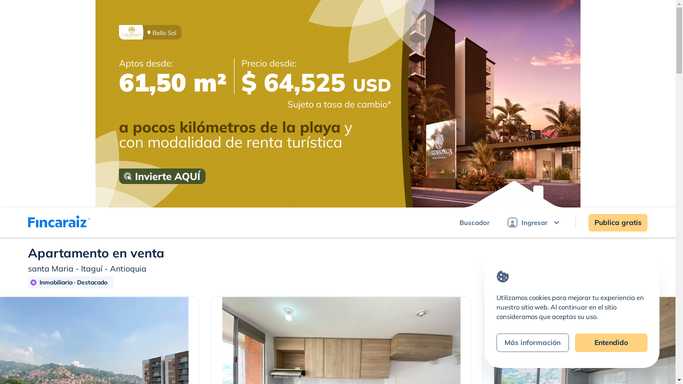 Bello Sol
Aptos desde:
61,50 m²
Precio desde:
$ 64,525 USD
Sujeto a tasa de cambio*
a pocos kilómetros de la playa y
con modalidad de renta turística
Invierte AQUÍ
Fincaraíz
Buscador
Ingresar
Publica gratis
Apartamento en venta
santa Maria - Itaguí - Antioquia
Inmobiliaria · Destacado
Utilizamos cookies para mejorar tu experiencia en
nuestro sitio web. Al continuar en el sitio
consideramos que aceptas su uso.
Más información
Entendido